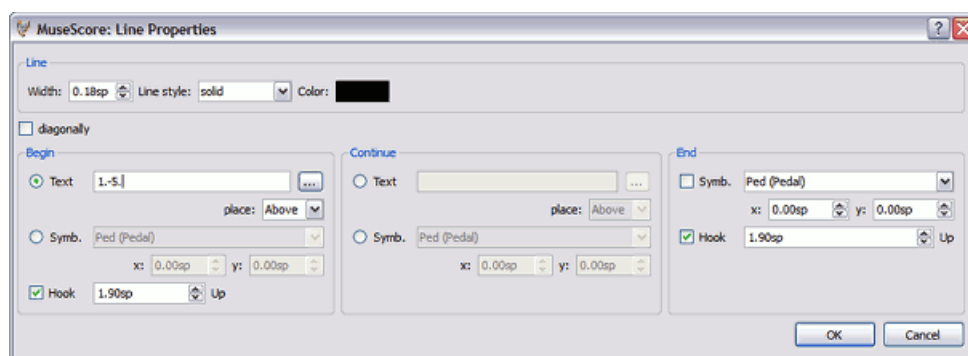 MuseScore: Line Properties
Line
Width: 0.18sp Line style: solid Color:
diagonally
Begin
Text 1.-5.
...
place: Above
Symb. Ped (Pedal)
x: 0.00sp y: 0.00sp
Hook 1.90sp Up
Continue
Text
...
place: Above
Symb. Ped (Pedal)
x: 0.00sp y: 0.00sp
End
Symb. Ped (Pedal)
x: 0.00sp y: 0.00sp
Hook 1.90sp Up
OK Cancel